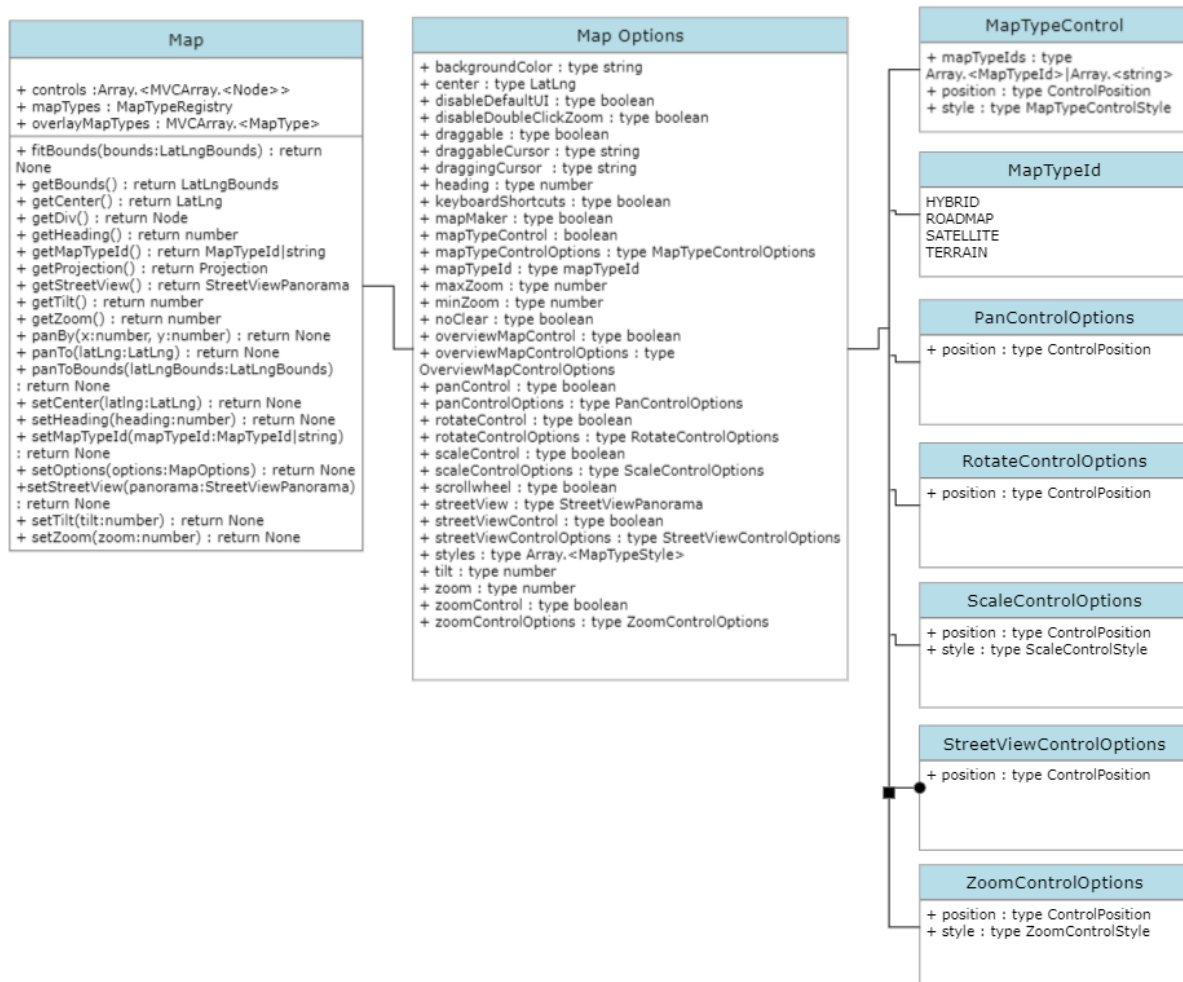 Map
+ controls :Array.<MVCArray.<Node>>
+ mapTypes : MapTypeRegistry
+ overlayMapTypes : MVCArray.<MapType>
+ fitBounds(bounds:LatLngBounds) : return
None
+ getBounds() : return LatLngBounds
+ getCenter() : return LatLng
+ getDiv() : return Node
+ getHeading() : return number
+ getMapTypeId() : return MapTypeId|string
+ getProjection() : return Projection
+ getStreetView() : return StreetViewPanorama
+ getTilt() : return number
+ getZoom() : return number
+ panBy(x:number, y:number) : return None
+ panTo(latLng:LatLng) : return None
+ panToBounds(latLngBounds:LatLngBounds)
: return None
+ setCenter(latlng:LatLng) : return None
+ setHeading(heading:number) : return None
+ setMapTypeId(mapTypeId:MapTypeId|string)
: return None
+ setOptions(options:MapOptions) : return None
+setStreetView(panorama:StreetViewPanorama)
: return None
+ setTilt(tilt:number) : return None
+ setZoom(zoom:number) : return None
Map Options
+ backgroundColor : type string
+ center : type LatLng
+ disableDefaultUI : type boolean
+ disableDoubleClickZoom : type boolean
+ draggable : type boolean
+ draggableCursor : type string
+ draggingCursor : type string
+ heading : type number
+ keyboardShortcuts : type boolean
+ mapMaker : type boolean
+ mapTypeControl : boolean
+ mapTypeControlOptions : type MapTypeControlOptions
+ mapTypeId : type mapTypeId
+ maxZoom : type number
+ minZoom : type number
+ noClear : type boolean
+ overviewMapControl : type boolean
+ overviewMapControlOptions : type
OverviewMapControlOptions
+ panControl : type boolean
+ panControlOptions : type PanControlOptions
+ rotateControl : type boolean
+ rotateControlOptions : type RotateControlOptions
+ scaleControl : type boolean
+ scaleControlOptions : type ScaleControlOptions
+ scrollwheel : type boolean
+ streetView : type StreetViewPanorama
+ streetViewControl : type boolean
+ streetViewControlOptions : type StreetViewControlOptions
+ styles : type Array.<MapTypeStyle>
+ tilt : type number
+ zoom : type number
+ zoomControl : type boolean
+ zoomControlOptions : type ZoomControlOptions
MapTypeControl
+ mapTypeIds : type
Array.<MapTypeId>|Array.<string>
+ position : type ControlPosition
+ style : type MapTypeControlStyle
MapTypeId
HYBRID
ROADMAP
SATELLITE
TERRAIN
PanControlOptions
+ position : type ControlPosition
RotateControlOptions
+ position : type ControlPosition
ScaleControlOptions
+ position : type ControlPosition
+ style : type ScaleControlStyle
StreetViewControlOptions
+ position : type ControlPosition
ZoomControlOptions
+ position : type ControlPosition
+ style : type ZoomControlStyle